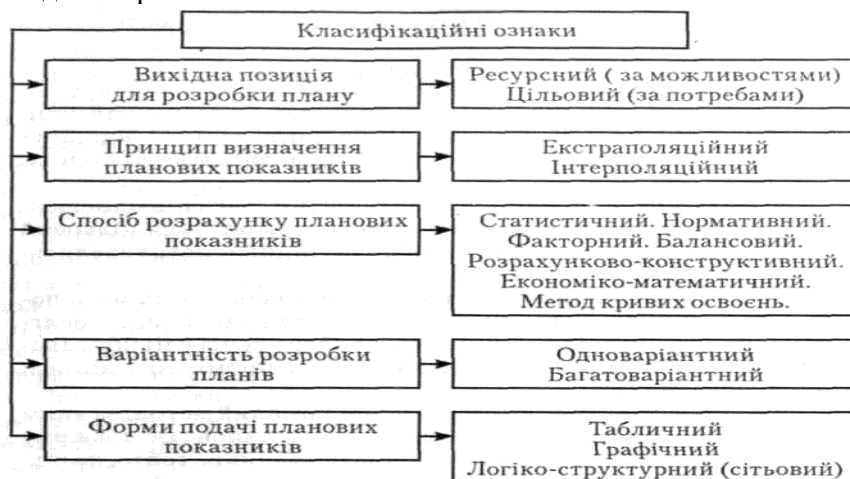 Класифікаційні ознаки
Вихідна позиція
для розробки плану
Ресурсний ( за можливостями)
Цільовий (за потребами)
Принцип визначення
планових показників
Екстраполяційний
Інтерполяційний
Спосіб розрахунку планових
показників
Статистичний. Нормативний.
Факторний. Балансовий.
Розрахунково-конструктивний.
Економіко-математичний.
Метод кривих освоєнь.
Варіантність розробки
планів
Одноваріантний
Багатоваріантний
Форми подачі планових
показників
Табличний
Графічний
Логіко-структурний (сітьовий)